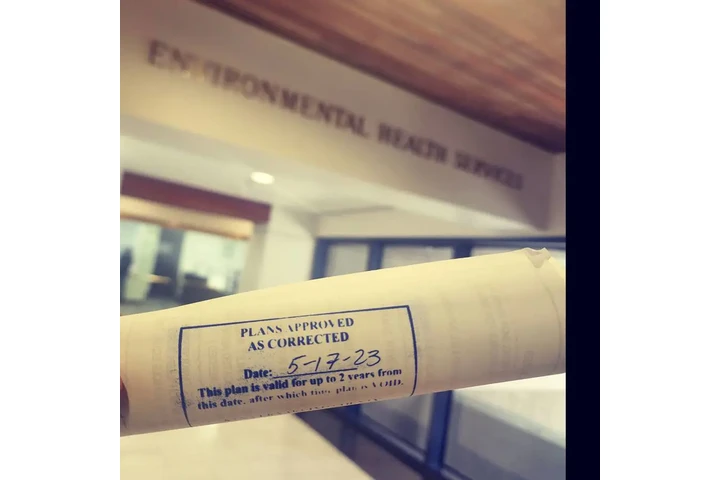 ENVIRONMENTAL HEALTH SERVICES
PLANS APPROVED
AS CORRECTED
Date: 5-17-23
This plan is valid for up to 2 years from
this date, after which this plan is VOID.